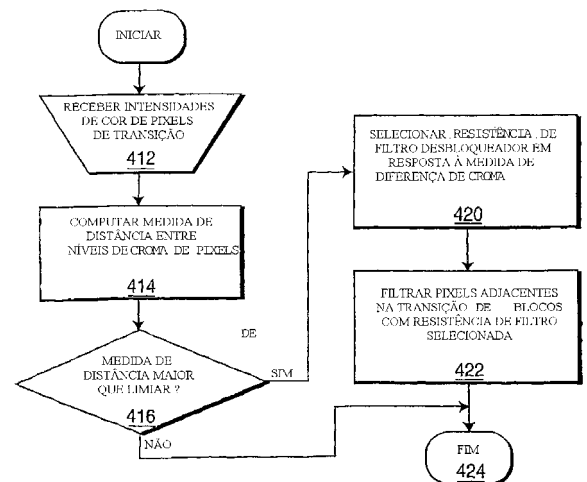 INICIAR
RECEBER INTENSIDADES
DE COR DE PIXELS
DE TRANSIÇÃO
412
COMPUTAR MEDIDA DE
DISTÂNCIA ENTRE
NÍVEIS DE CROMA DE PIXELS
414
DE
MEDIDA DE
DISTÂNCIA MAIOR
QUE LIMIAR ?
416
SIM
NÃO
SELECIONAR . RESISTÊNCIA . DE
FILTRO DESBLOQUEADOR EM
RESPOSTA À MEDIDA DE
DIFERENÇA DE CROMA
420
FILTRAR PIXELS ADJACENTES
NA TRANSIÇÃO DE BLOCOS
COM RESISTÊNCIA DE FILTRO
SELECIONADA
422
FIM
424